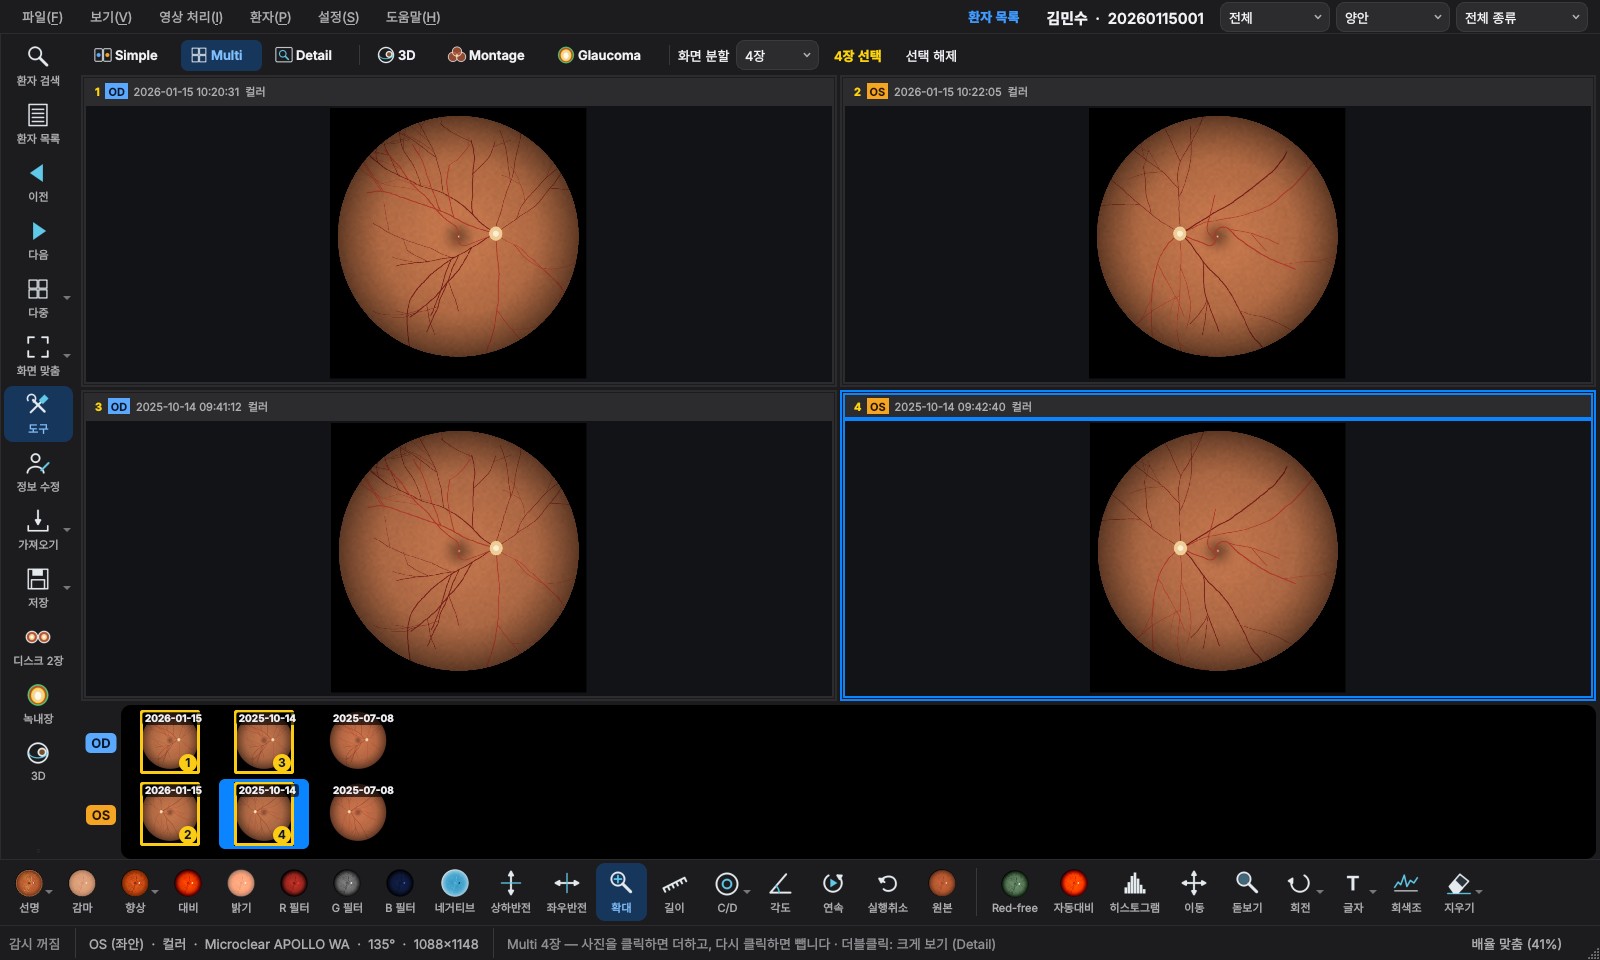 파일(F) 보기(V) 영상 처리(I) 환자(P) 설정(S) 도움말(H) 환자 목록 김민수 · 20260115001 전체 양안 전체 종류
Simple Multi Detail 3D Montage Glaucoma 화면 분할 4장 4장 선택 선택 해제
환자 검색
환자 목록
이전
다음
다중
화면 맞춤
도구
정보 수정
가져오기
저장
디스크 2장
녹내장
3D
1 OD 2026-01-15 10:20:31 컬러
2 OS 2026-01-15 10:22:05 컬러
3 OD 2025-10-14 09:41:12 컬러
4 OS 2025-10-14 09:42:40 컬러
OD 2026-01-15 1 2025-10-14 3 2025-07-08
OS 2026-01-15 2 2025-10-14 4 2025-07-08
선명 감마 향상 대비 밝기 R 필터 G 필터 B 필터 네거티브 상하반전 좌우반전 확대 길이 C/D 각도 연속 실행취소 원본 Red-free 자동대비 히스토그램 이동 돋보기 회전 T 글자 회색조 지우기
감시 꺼짐 OS (좌안) · 컬러 · Microclear APOLLO WA · 135° · 1088×1148 Multi 4장 — 사진을 클릭하면 더하고, 다시 클릭하면 뺍니다 · 더블클릭: 크게 보기 (Detail) 배율 맞춤 (41%)